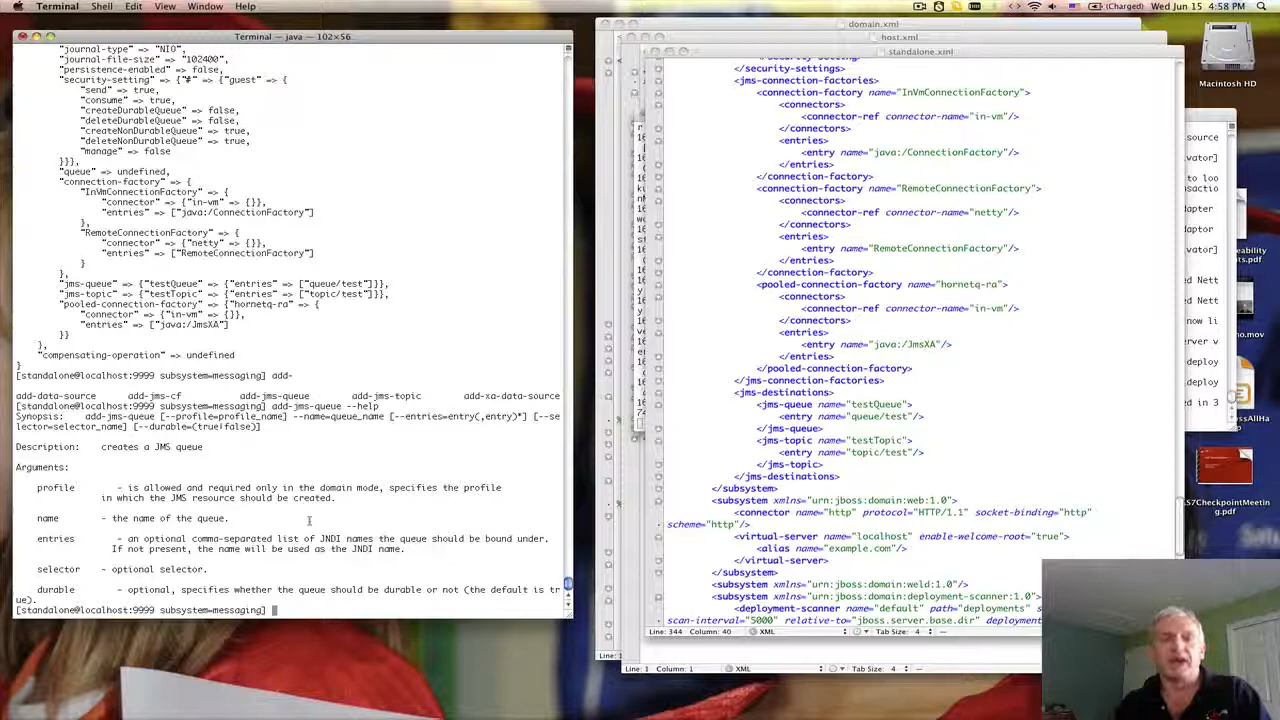 Terminal Shell Edit View Window Help
(Charged) Wed Jun 15 4:58 PM
Terminal — java — 102×56
"journal-type" => "NIO",
"journal-file-size" => "102400",
"persistence-enabled" => false,
"security-setting" => {"#" => {"guest" => {
"send" => true,
"consume" => true,
"createDurableQueue" => false,
"deleteDurableQueue" => false,
"createNonDurableQueue" => true,
"deleteNonDurableQueue" => true,
"manage" => false
}}},
"queue" => undefined,
"connection-factory" => {
"InVmConnectionFactory" => {
"connector" => {"in-vm" => {}},
"entries" => ["java:/ConnectionFactory"]
},
"RemoteConnectionFactory" => {
"connector" => {"netty" => {}},
"entries" => ["RemoteConnectionFactory"]
}
},
"jms-queue" => {"testQueue" => {"entries" => ["queue/test"]}},
"jms-topic" => {"testTopic" => {"entries" => ["topic/test"]}},
"pooled-connection-factory" => {"hornetq-ra" => {
"connector" => {"in-vm" => {}},
"entries" => ["java:/JmsXA"]
}}
},
"compensating-operation" => undefined
}
[standalone@localhost:9999 subsystem=messaging] add-
add-data-source add-jms-cf add-jms-queue add-jms-topic add-xa-data-source
[standalone@localhost:9999 subsystem=messaging] add-jms-queue --help
Synopsis: add-jms-queue [--profile=profile_name] --name=queue_name [--entries=entry(,entry)*] [--se
lector=selector_name] [--durable=(true|false)]
Description: creates a JMS queue
Arguments:
profile - is allowed and required only in the domain mode, specifies the profile
in which the JMS resource should be created.
name - the name of the queue.
entries - an optional comma-separated list of JNDI names the queue should be bound under.
If not present, the name will be used as the JNDI name.
selector - optional selector.
durable - optional, specifies whether the queue should be durable or not (the default is tr
ue).
[standalone@localhost:9999 subsystem=messaging]
domain.xml
host.xml
standalone.xml
</security-settings>
<jms-connection-factories>
<connection-factory name="InVmConnectionFactory">
<connectors>
<connector-ref connector-name="in-vm"/>
</connectors>
<entries>
<entry name="java:/ConnectionFactory"/>
</entries>
</connection-factory>
<connection-factory name="RemoteConnectionFactory">
<connectors>
<connector-ref connector-name="netty"/>
</connectors>
<entries>
<entry name="RemoteConnectionFactory"/>
</entries>
</connection-factory>
<pooled-connection-factory name="hornetq-ra">
<connectors>
<connector-ref connector-name="in-vm"/>
</connectors>
<entries>
<entry name="java:/JmsXA"/>
</entries>
</pooled-connection-factory>
</jms-connection-factories>
<jms-destinations>
<jms-queue name="testQueue">
<entry name="queue/test"/>
</jms-queue>
<jms-topic name="testTopic">
<entry name="topic/test"/>
</jms-topic>
</jms-destinations>
</subsystem>
<subsystem xmlns="urn:jboss:domain:web:1.0">
<connector name="http" protocol="HTTP/1.1" socket-binding="http"
scheme="http"/>
<virtual-server name="localhost" enable-welcome-root="true">
<alias name="example.com"/>
</virtual-server>
</subsystem>
<subsystem xmlns="urn:jboss:domain:weld:1.0"/>
<subsystem xmlns="urn:jboss:domain:deployment-scanner:1.0">
<deployment-scanner name="default" path="deployments"
scan-interval="5000" relative-to="jboss.server.base.dir"
Line: 344 Column: 40 XML Tab Size: 4
Line: 1 Column: 1 XML Tab Size: 4
Macintosh HD